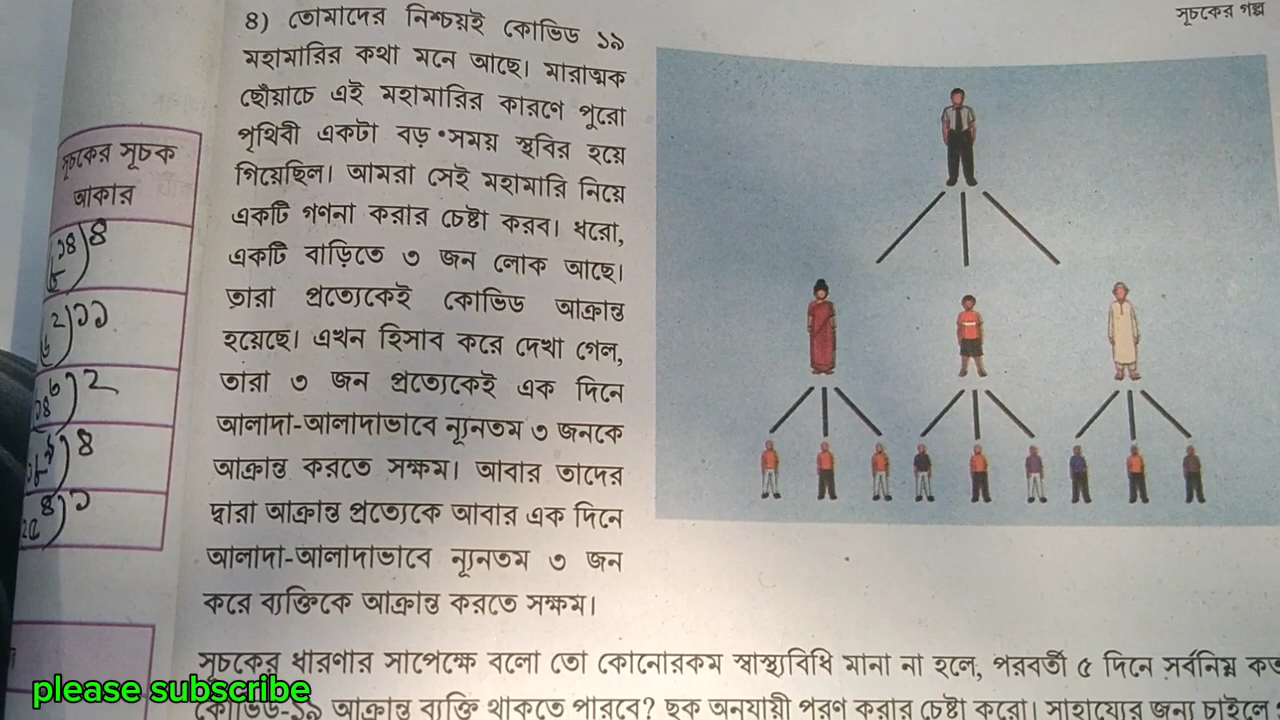 সূচকের গল্প
৪) তোমাদের নিশ্চয়ই কোভিড ১৯
মহামারির কথা মনে আছে। মারাত্মক
ছোঁয়াচে এই মহামারির কারণে পুরো
পৃথিবী একটা বড় সময় স্থবির হয়ে
গিয়েছিল। আমরা সেই মহামারি নিয়ে
একটি গণনা করার চেষ্টা করব। ধরো,
একটি বাড়িতে ৩ জন লোক আছে।
তারা প্রত্যেকেই কোভিড আক্রান্ত
হয়েছে। এখন হিসাব করে দেখা গেল,
তারা ৩ জন প্রত্যেকেই এক দিনে
আলাদা-আলাদাভাবে ন্যূনতম ৩ জনকে
আক্রান্ত করতে সক্ষম। আবার তাদের
দ্বারা আক্রান্ত প্রত্যেকে আবার এক দিনে
আলাদা-আলাদাভাবে ন্যূনতম ৩ জন
করে ব্যক্তিকে আক্রান্ত করতে সক্ষম।
সূচকের ধারণার সাপেক্ষে বলো তো কোনোরকম স্বাস্থ্যবিধি মানা না হলে, পরবর্তী ৫ দিনে সর্বনিম্ন
কোভিড-১৯ আক্রান্ত ব্যক্তি থাকতে পারবে? ছক অনুযায়ী পূরণ করার চেষ্টা করো। সাহায্যের জন্য চাইলে
সূচকের সূচক
আকার
please subscribe